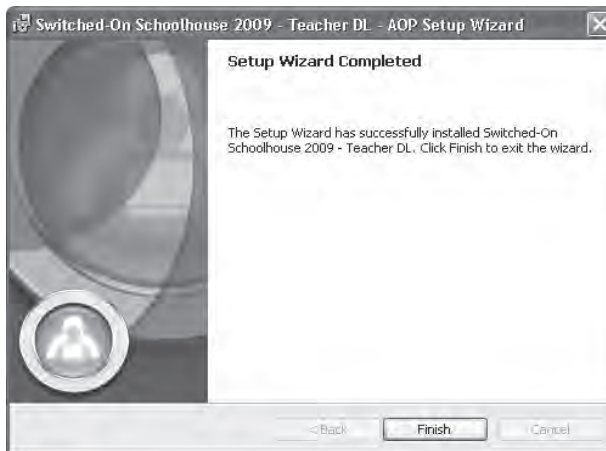 Switched-On Schoolhouse 2009 - Teacher DL - AOP Setup Wizard
Setup Wizard Completed
The Setup Wizard has successfully installed Switched-On
Schoolhouse 2009 - Teacher DL. Click Finish to exit the wizard.
< Back Finish Cancel